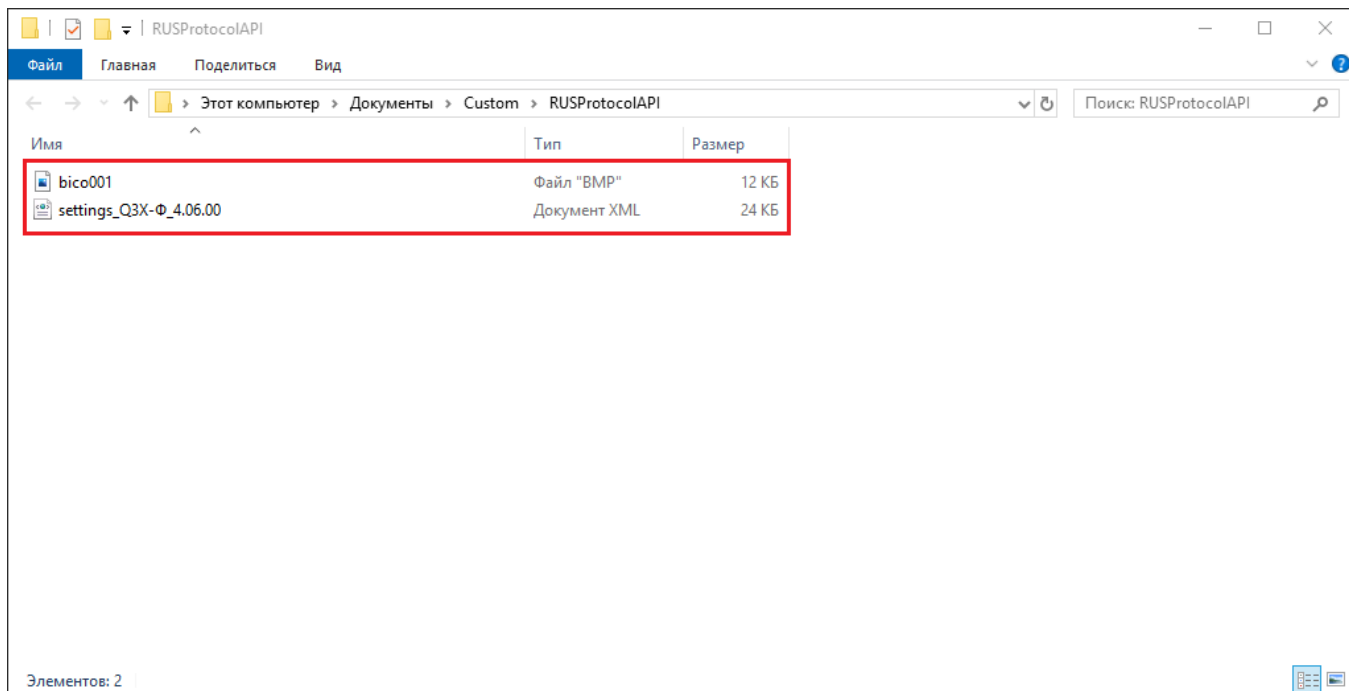 RUSProtocolAPI
Файл Главная Поделиться Вид
Этот компьютер > Документы > Custom > RUSProtocolAPI Поиск: RUSProtocolAPI
Имя Тип Размер
bico001 Файл "BMP" 12 КБ
settings_Q3X-Ф_4.06.00 Документ XML 24 КБ
Элементов: 2